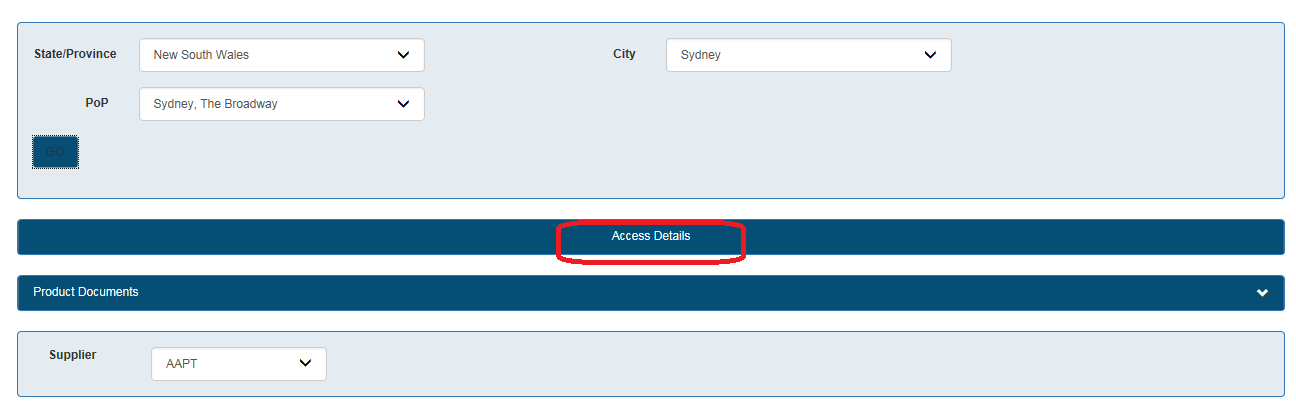 State/Province New South Wales City Sydney
PoP Sydney, The Broadway
GO
Access Details
Product Documents
Supplier AAPT